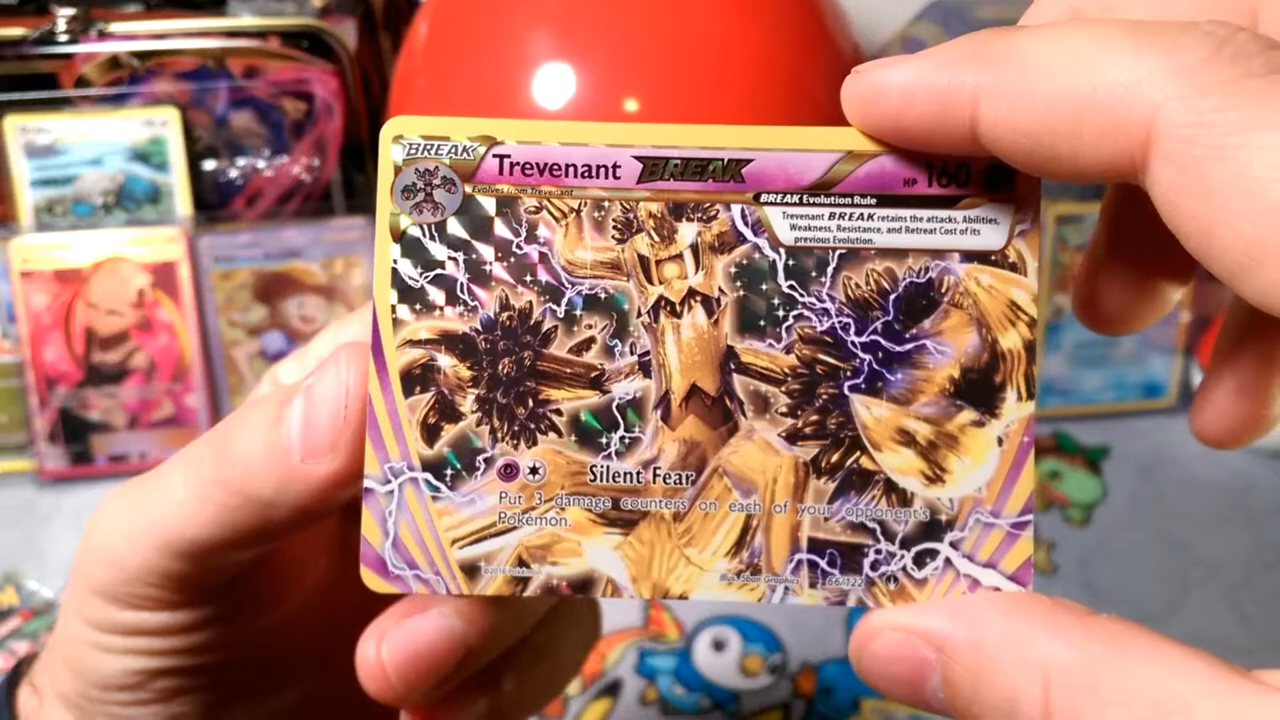 BREAK
Trevenant BREAK
HP 160
Evolves from Trevenant
BREAK Evolution Rule
Trevenant BREAK retains the attacks, Abilities,
Weakness, Resistance, and Retreat Cost of its
previous Evolution.
Silent Fear
Put 3 damage counters on each of your opponent's
Pokémon.
©2016 Pokémon
Illus. 5ban Graphics
66/122